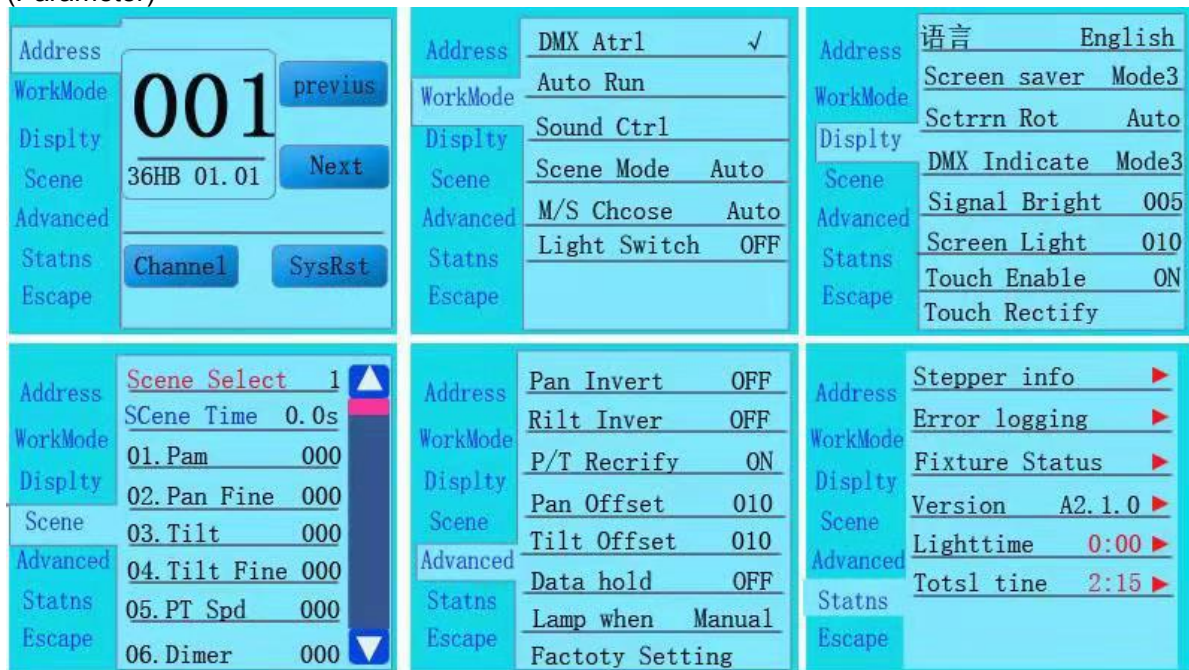 (Parameter)
Address
WorkMode
Displty
Scene
Advanced
Statns
Escape
001
36HB 01.01
previus
Next
Channel
SysRst
Address
WorkMode
Displty
Scene
Advanced
Statns
Escape
DMX Atrl √
Auto Run
Sound Ctrl
Scene Mode Auto
M/S Chcose Auto
Light Switch OFF
Address
WorkMode
Displty
Scene
Advanced
Statns
Escape
语言 English
Screen saver Mode3
Sctrrn Rot Auto
DMX Indicate Mode3
Signal Bright 005
Screen Light 010
Touch Enable ON
Touch Rectify
Address
WorkMode
Displty
Scene
Advanced
Statns
Escape
Scene Select 1
SCene Time 0.0s
01.Pam 000
02.Pan Fine 000
03.Tilt 000
04.Tilt Fine 000
05.PT Spd 000
06.Dimer 000
Address
WorkMode
Displty
Scene
Advanced
Statns
Escape
Pan Invert OFF
Rilt Inver OFF
P/T Recrify ON
Pan Offset 010
Tilt Offset 010
Data hold OFF
Lamp when Manual
Factoty Setting
Address
WorkMode
Displty
Scene
Advanced
Statns
Escape
Stepper info
Error logging
Fixture Status
Version A2.1.0
Lighttime 0:00
Totsl tine 2:15